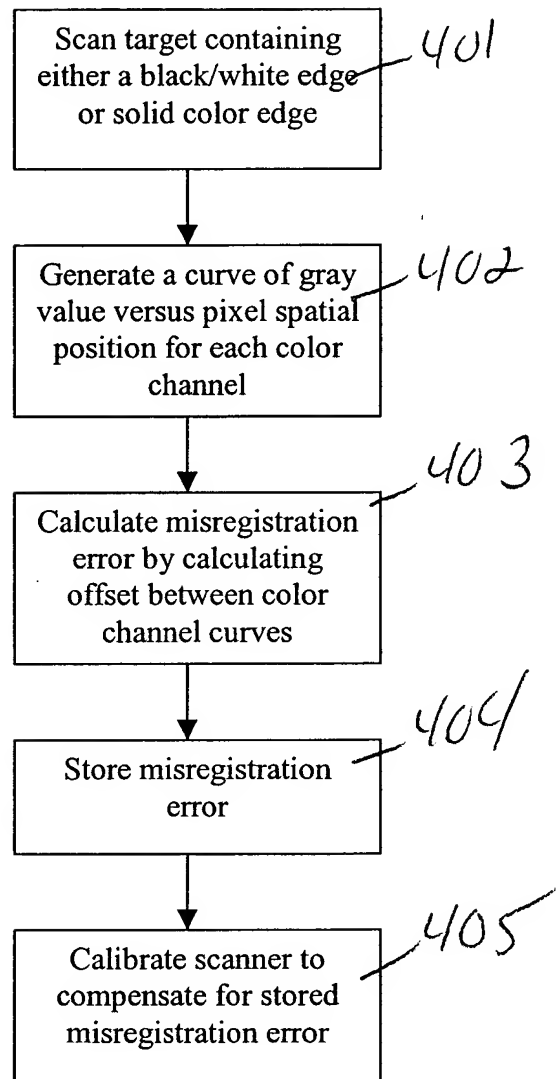 Scan target containing
either a black/white edge
or solid color edge
401
Generate a curve of gray
value versus pixel spatial
position for each color
channel
402
Calculate misregistration
error by calculating
offset between color
channel curves
403
Store misregistration
error
404
Calibrate scanner to
compensate for stored
misregistration error
405